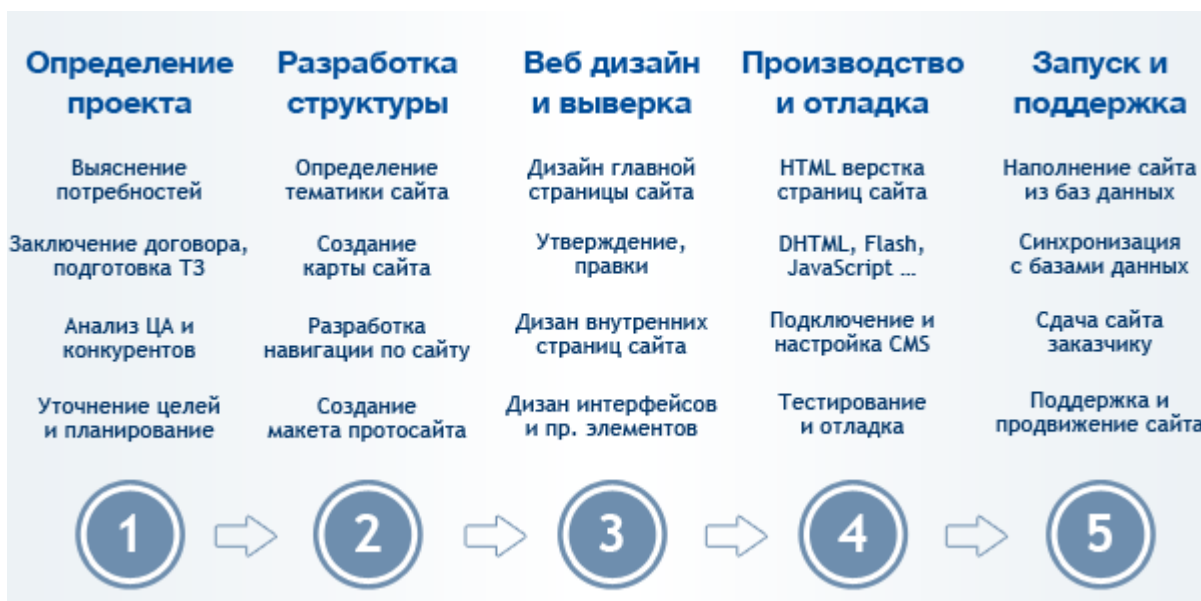 Определение
проекта
Выяснение
потребностей
Заключение договора,
подготовка ТЗ
Анализ ЦА и
конкурентов
Уточнение целей
и планирование
1
Разработка
структуры
Определение
тематики сайта
Создание
карты сайта
Разработка
навигации по сайту
Создание
макета протосайта
2
Веб дизайн
и выверка
Дизайн главной
страницы сайта
Утверждение,
правки
Дизан внутренних
страниц сайта
Дизан интерфейсов
и пр. элементов
3
Производство
и отладка
HTML верстка
страниц сайта
DHTML, Flash,
JavaScript ...
Подключение и
настройка CMS
Тестирование
и отладка
4
Запуск и
поддержка
Наполнение сайта
из баз данных
Синхронизация
с базами данных
Сдача сайта
заказчику
Поддержка и
продвижение сайта
5